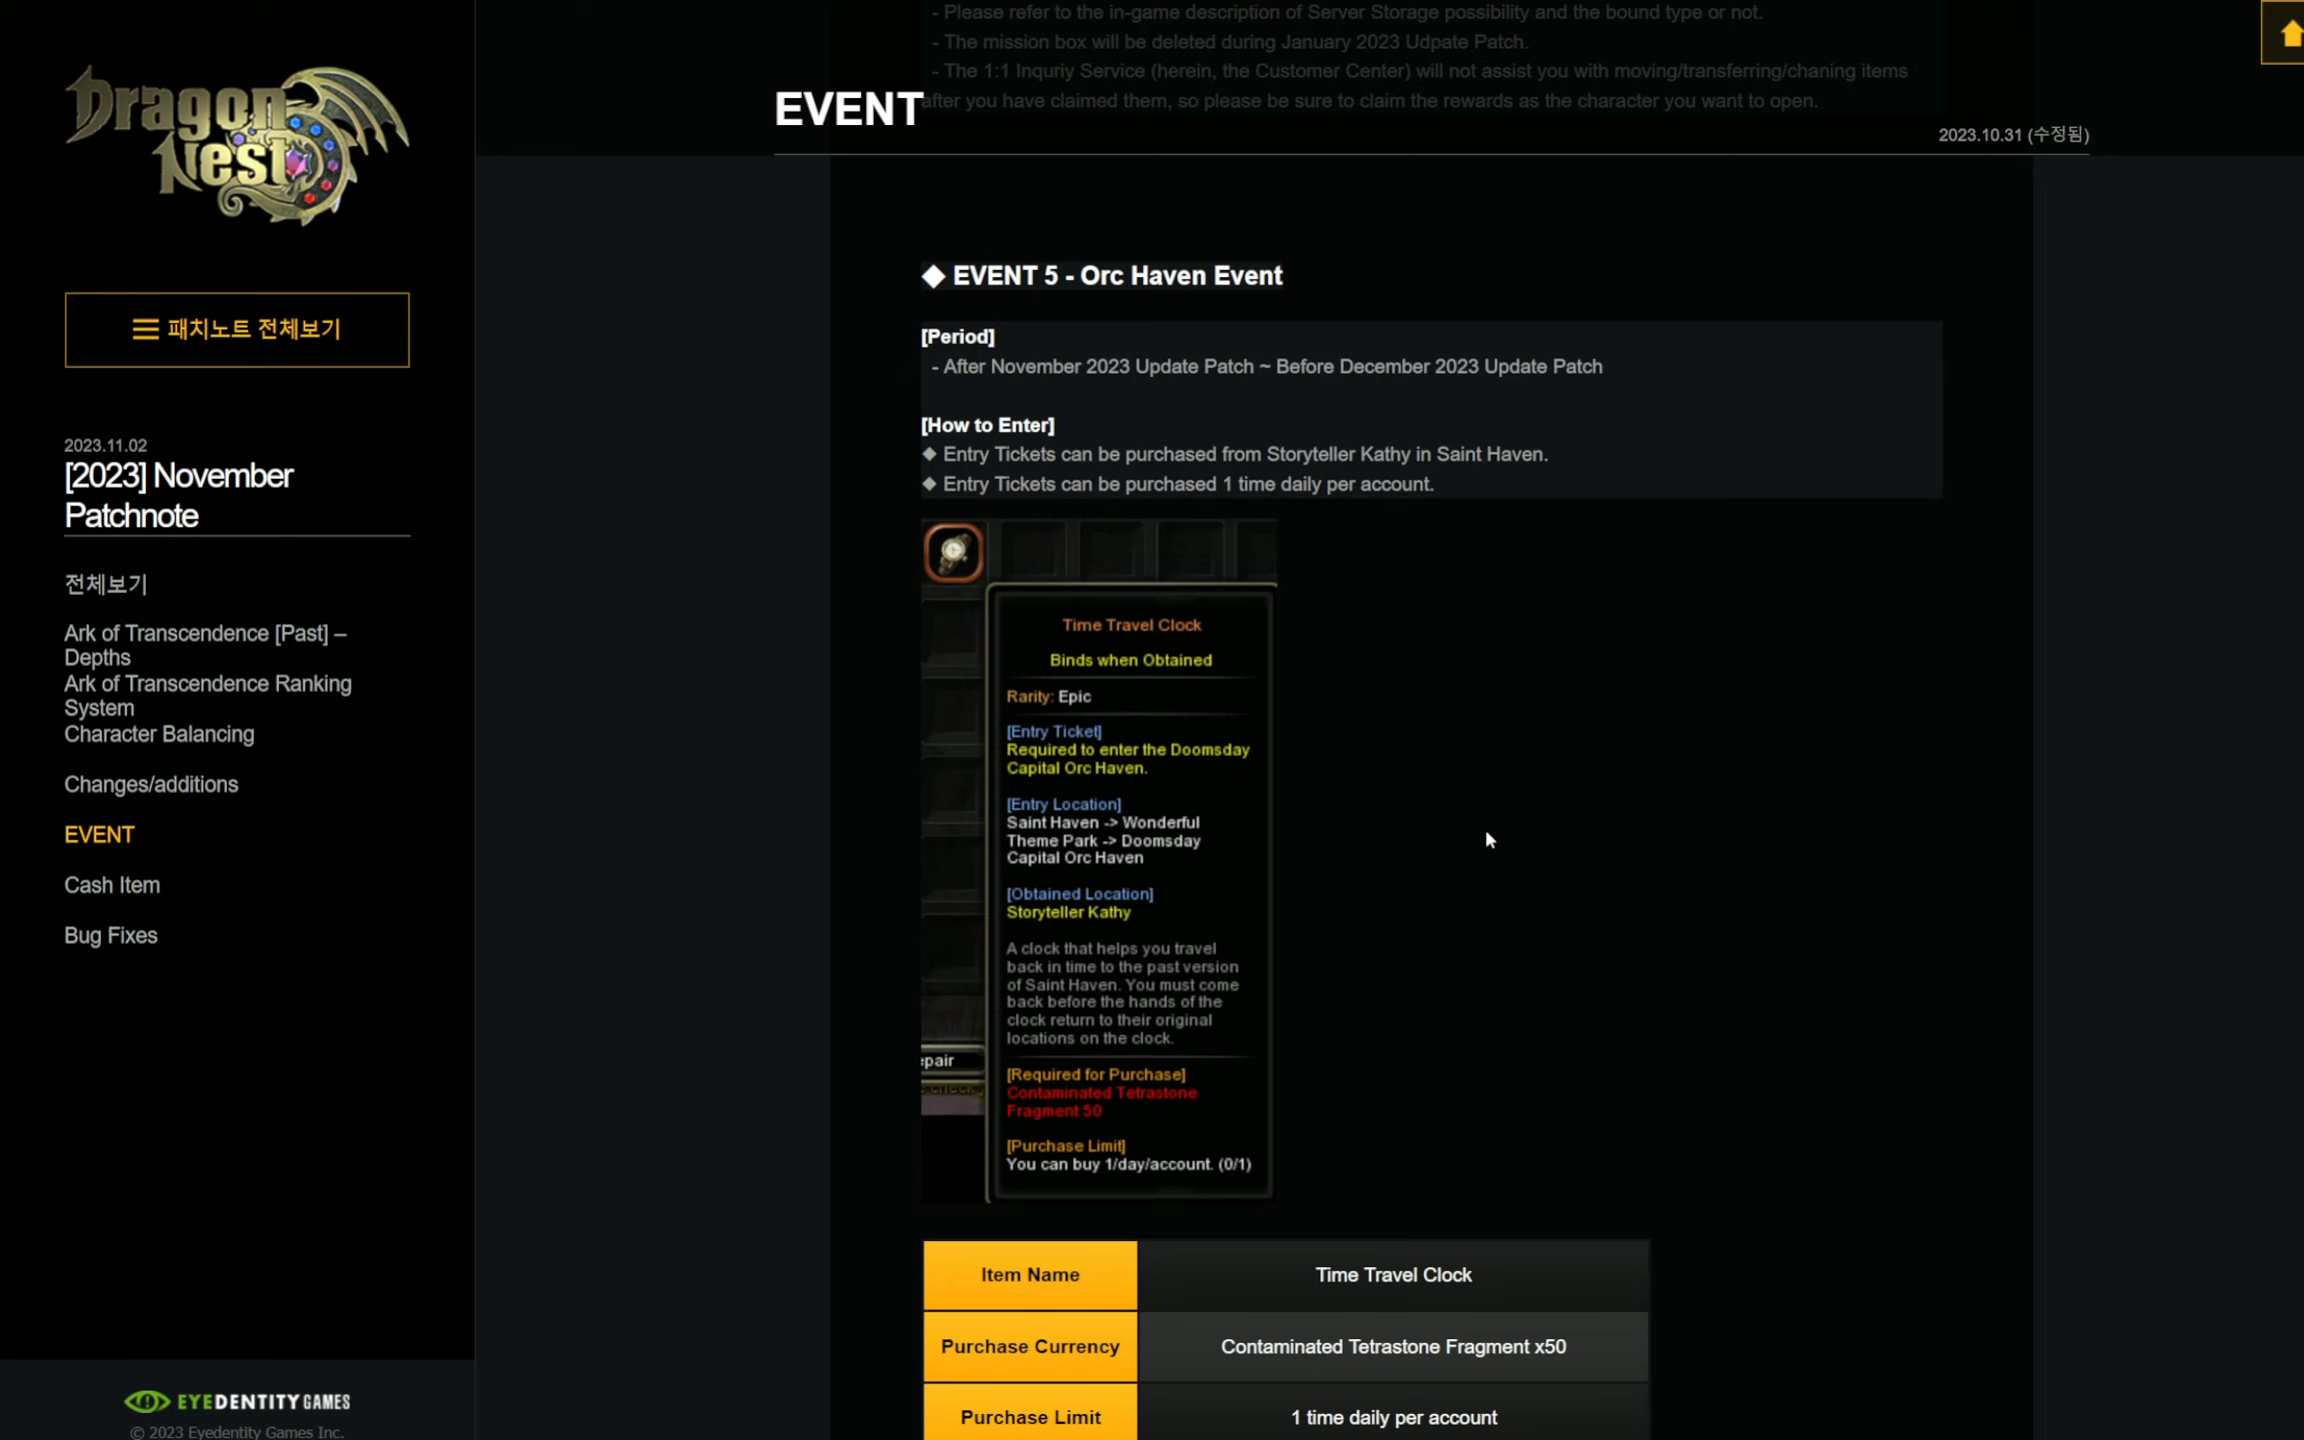 Dragon
Nest
패치노트 전체보기
2023.11.02
[2023] November
Patchnote
전체보기
Ark of Transcendence [Past] –
Depths
Ark of Transcendence Ranking
System
Character Balancing
Changes/additions
EVENT
Cash Item
Bug Fixes
EYEDENTITY GAMES
© 2023 Eyedentity Games Inc.
- Please refer to the in-game description of Server Storage possibility and the bound type or not.
- The mission box will be deleted during January 2023 Udpate Patch.
- The 1:1 Inquriy Service (herein, the Customer Center) will not assist you with moving/transferring/chaning items
after you have claimed them, so please be sure to claim the rewards as the character you want to open.
EVENT
2023.10.31 (수정됨)
◆ EVENT 5 - Orc Haven Event
[Period]
- After November 2023 Update Patch ~ Before December 2023 Update Patch
[How to Enter]
◆ Entry Tickets can be purchased from Storyteller Kathy in Saint Haven.
◆ Entry Tickets can be purchased 1 time daily per account.
Time Travel Clock
Binds when Obtained
Rarity: Epic
[Entry Ticket]
Required to enter the Doomsday
Capital Orc Haven.
[Entry Location]
Saint Haven -> Wonderful
Theme Park -> Doomsday
Capital Orc Haven
[Obtained Location]
Storyteller Kathy
A clock that helps you travel
back in time to the past version
of Saint Haven. You must come
back before the hands of the
clock return to their original
locations on the clock.
epair
[Required for Purchase]
Contaminated Tetrastone
Fragment 50
[Purchase Limit]
You can buy 1/day/account. (0/1)
Item Name
Time Travel Clock
Purchase Currency
Contaminated Tetrastone Fragment x50
Purchase Limit
1 time daily per account